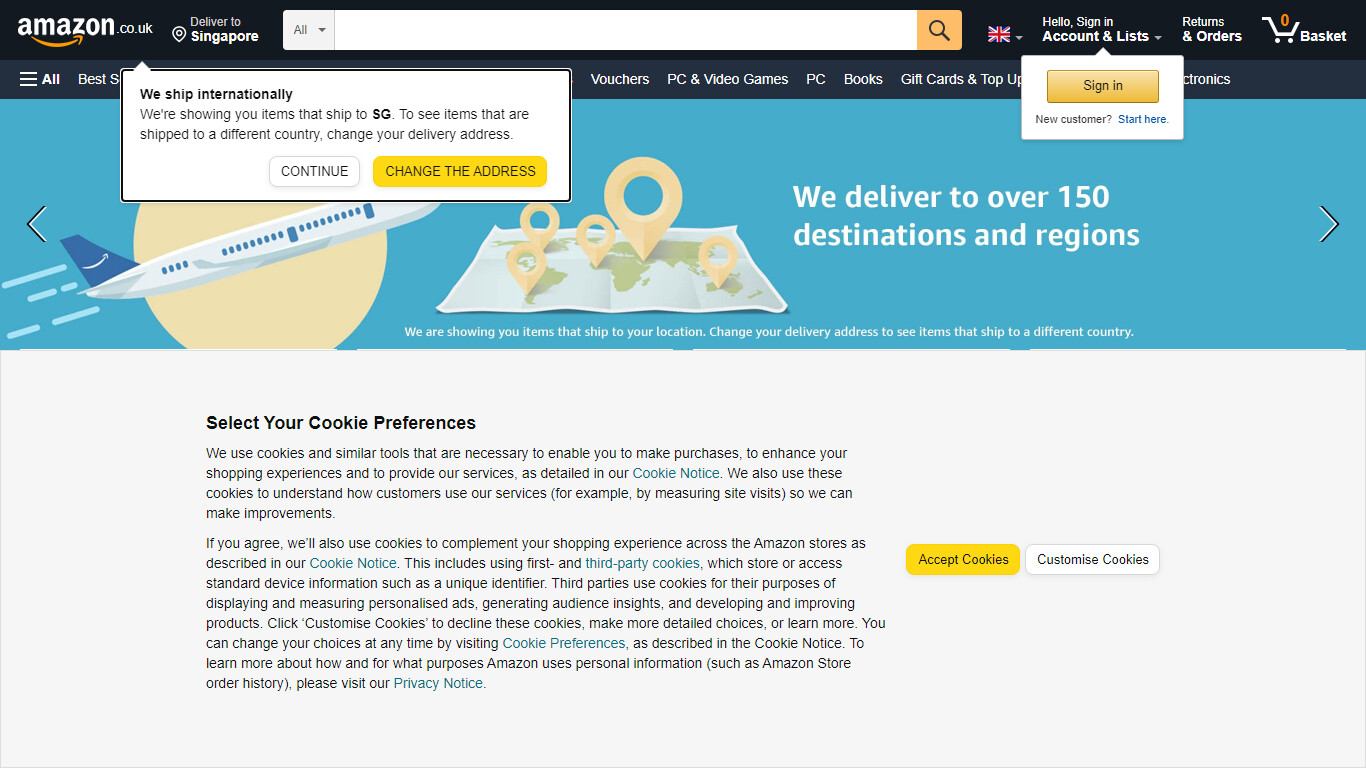 amazon.co.uk
Deliver to
Singapore
All
Hello, Sign in
Account & Lists
Returns
& Orders
0
Basket
All
Best S
Vouchers
PC & Video Games
PC
Books
Gift Cards & Top Up
ctronics
We ship internationally
We're showing you items that ship to SG. To see items that are
shipped to a different country, change your delivery address.
CONTINUE
CHANGE THE ADDRESS
Sign in
New customer? Start here.
We deliver to over 150
destinations and regions
We are showing you items that ship to your location. Change your delivery address to see items that ship to a different country.
Select Your Cookie Preferences
We use cookies and similar tools that are necessary to enable you to make purchases, to enhance your
shopping experiences and to provide our services, as detailed in our Cookie Notice. We also use these
cookies to understand how customers use our services (for example, by measuring site visits) so we can
make improvements.
If you agree, we’ll also use cookies to complement your shopping experience across the Amazon stores as
described in our Cookie Notice. This includes using first- and third-party cookies, which store or access
standard device information such as a unique identifier. Third parties use cookies for their purposes of
displaying and measuring personalised ads, generating audience insights, and developing and improving
products. Click ‘Customise Cookies’ to decline these cookies, make more detailed choices, or learn more. You
can change your choices at any time by visiting Cookie Preferences, as described in the Cookie Notice. To
learn more about how and for what purposes Amazon uses personal information (such as Amazon Store
order history), please visit our Privacy Notice.
Accept Cookies
Customise Cookies